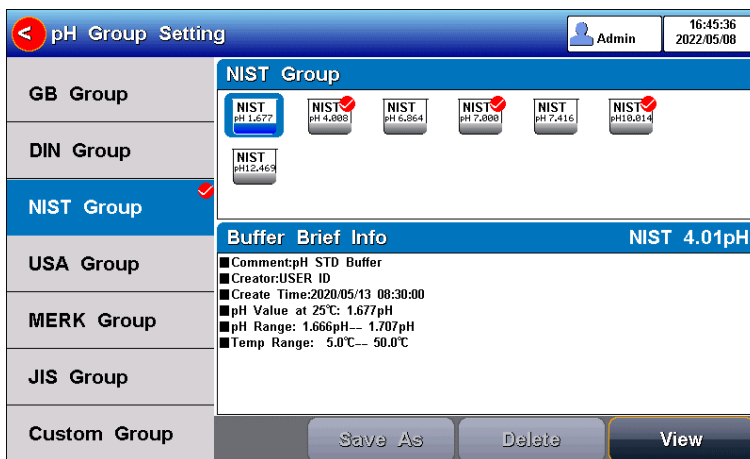 < pH Group Setting
Admin
16:45:36
2022/05/08
GB Group
DIN Group
NIST Group
USA Group
MERK Group
JIS Group
Custom Group
NIST Group
NIST
pH 1.677
NIST
pH 4.008
NIST
pH 6.864
NIST
pH 7.000
NIST
pH 7.416
NIST
pH10.014
NIST
pH12.469
Buffer Brief Info
NIST 4.01pH
■Comment:pH STD Buffer
■Creator:USER ID
■Create Time:2020/05/13 08:30:00
■pH Value at 25℃: 1.677pH
■pH Range: 1.666pH-- 1.707pH
■Temp Range: 5.0℃-- 50.0℃
Save As
Delete
View